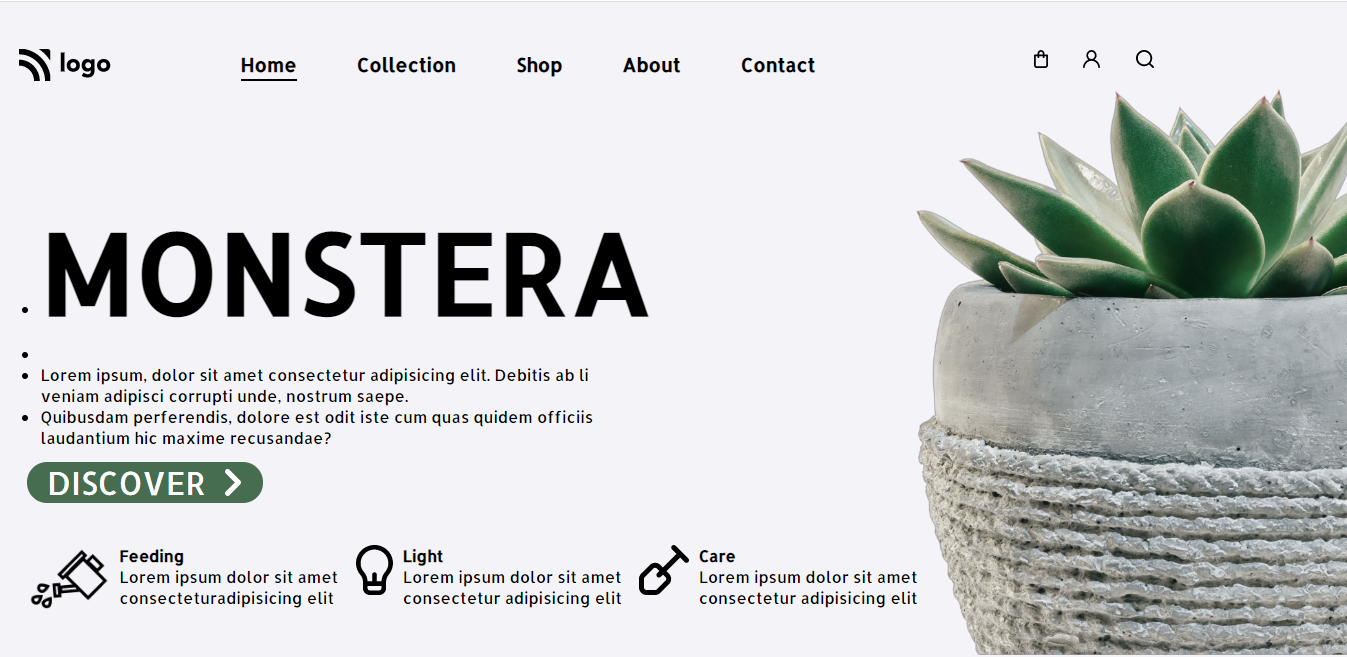 logo
Home Collection Shop About Contact
MONSTERA
Lorem ipsum, dolor sit amet consectetur adipisicing elit. Debitis ab li
veniam adipisci corrupti unde, nostrum saepe.
Quibusdam perferendis, dolore est odit iste cum quas quidem officiis
laudantium hic maxime recusandae?
DISCOVER
Feeding
Lorem ipsum dolor sit amet
consecteturadipisicing elit
Light
Lorem ipsum dolor sit amet
consectetur adipisicing elit
Care
Lorem ipsum dolor sit amet
consectetur adipisicing elit